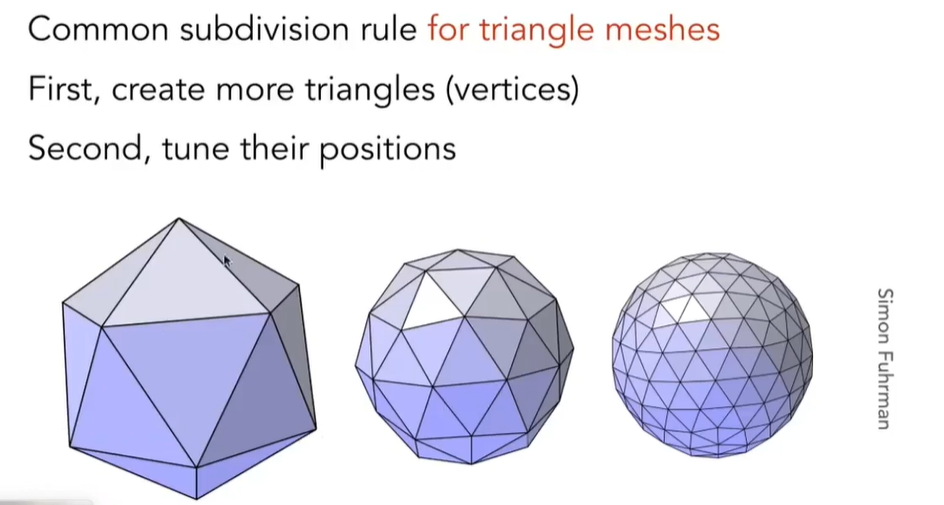 Common subdivision rule for triangle meshes
First, create more triangles (vertices)
Second, tune their positions
Simon Fuhrman